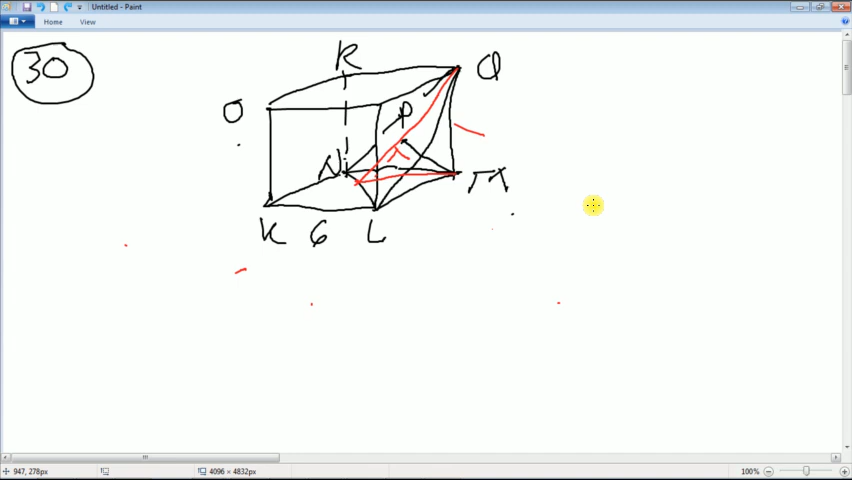 Untitled - Paint
Home View
30
R
Q
O
P
N
M
K 6 L
947, 278px
4096 × 4832px
100%